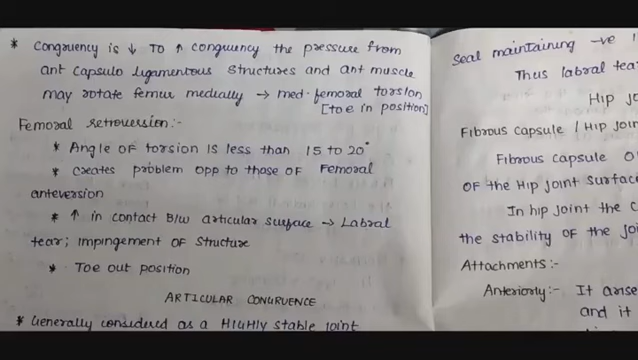 * Congruency is ↓ To ↑ congruency the pressure from
ant capsulo ligamentous structures and ant muscle
may rotate femur medially → med. femoral torsion
[toe in position]
Femoral retroversion:-
* Angle of torsion is less than 15 to 20°
* creates problem opp to those of Femoral
anteversion
* ↑ in contact B/w articular surface → Labral
tear; impingement of structure
* Toe out position
ARTICULAR CONGRUENCE
* Generally considered as a Highly stable joint
Seal maintaining -ve
Thus labral tear
Hip jo
Fibrous capsule / Hip Join
Fibrous capsule o
of the Hip joint surfac
In hip joint the c
the stability of the joi
Attachments:-
Anteriorly:- It arise
and it